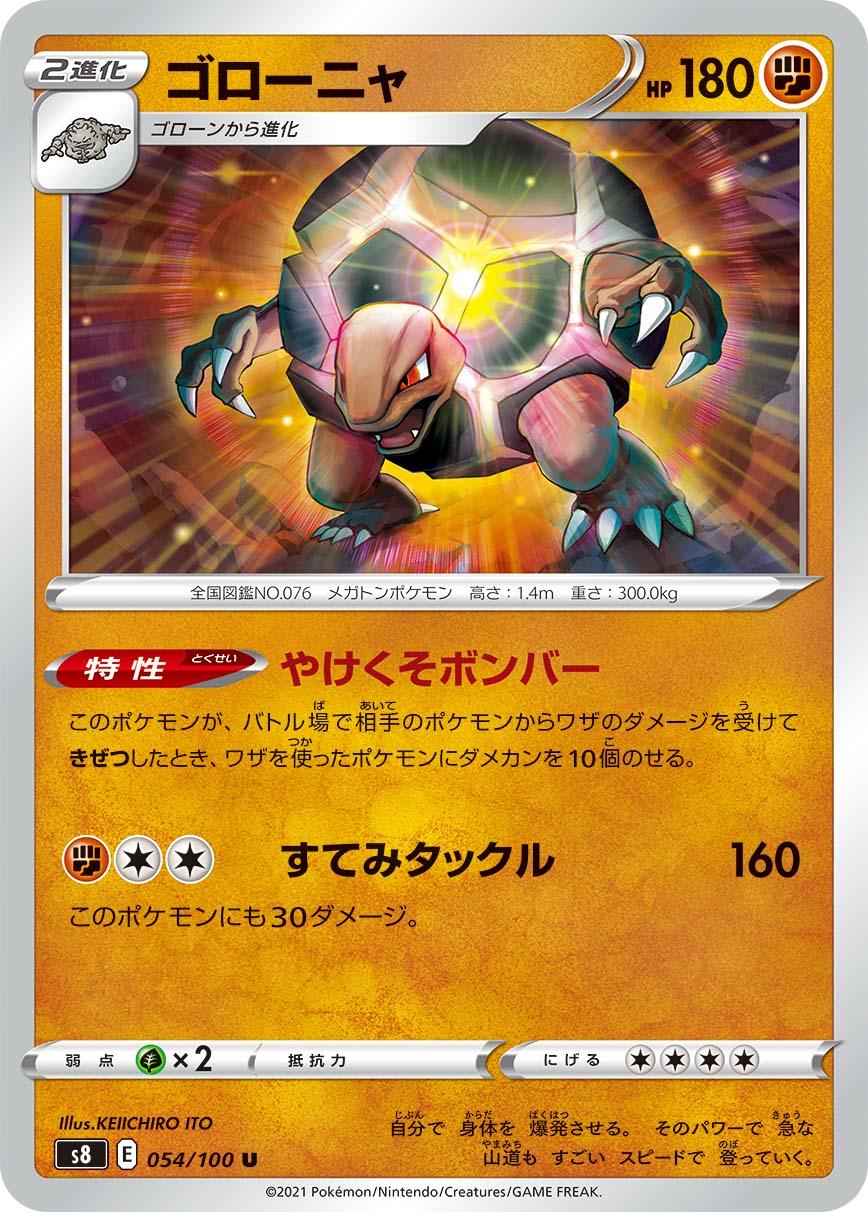 2進化 ゴローニャ HP 180
ゴローンから進化
全国図鑑NO.076 メガトンポケモン 高さ：1.4m 重さ：300.0kg
特性 とくせい やけくそボンバー
このポケモンが、バトル場で相手のポケモンからワザのダメージを受けて
きぜつしたとき、ワザを使ったポケモンにダメカンを10個のせる。
すてみタックル 160
このポケモンにも30ダメージ。
弱点 ×2 抵抗力 にげる
Illus.KEIICHIRO ITO
自分で 身体を 爆発させる。 そのパワーで 急な
山道も すごい スピードで 登っていく。
s8 E 054/100 U
©2021 Pokémon/Nintendo/Creatures/GAME FREAK.